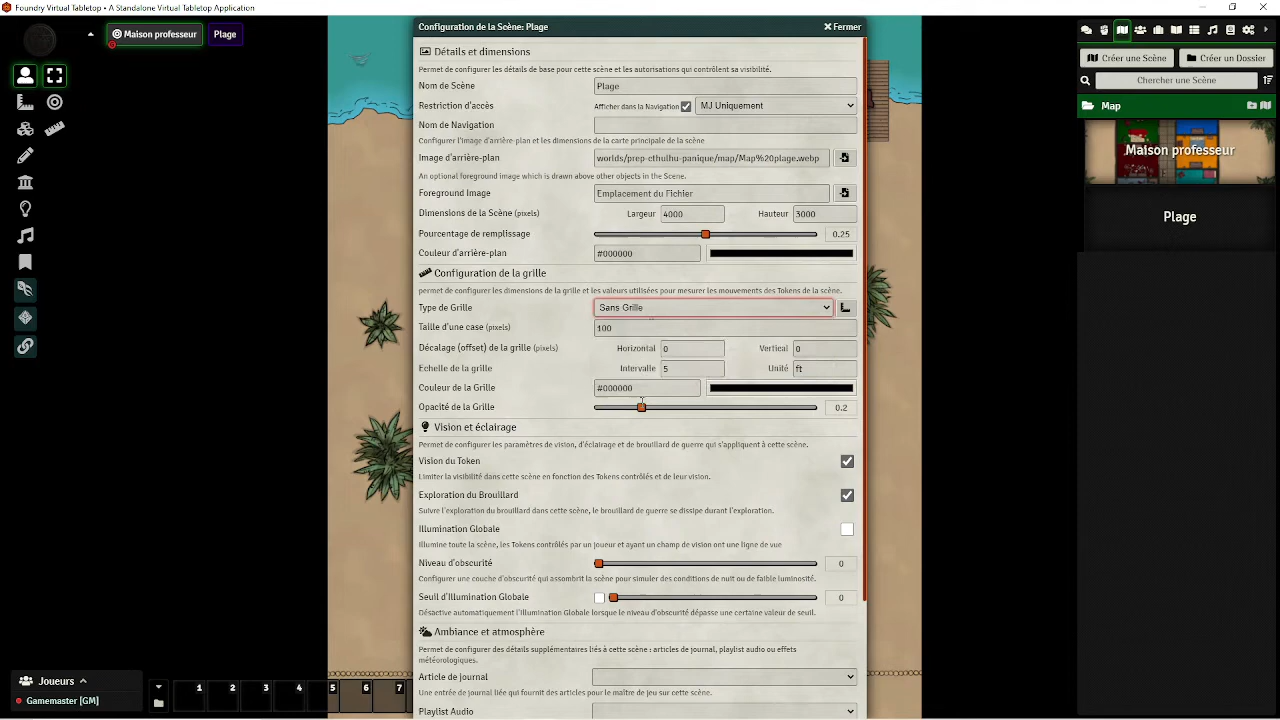 Foundry Virtual Tabletop • A Standalone Virtual Tabletop Application
Maison professeur
G
Plage
Configuration de la Scène: Plage
Fermer
Détails et dimensions
Permet de configurer les détails de base pour cette scène et les autorisations qui contrôlent sa visibilité.
Nom de Scène
Plage
Restriction d'accès
Afficher dans la Navigation
MJ Uniquement
Nom de Navigation
Configurer l'image d'arrière-plan et les dimensions de la carte principale de la scène
Image d'arrière-plan
worlds/prep-cthulhu-panique/map/Map%20plage.webp
An optional foreground image which is drawn above other objects in the Scene.
Foreground Image
Emplacement du Fichier
Dimensions de la Scène (pixels)
Largeur
4000
Hauteur
3000
Pourcentage de remplissage
0.25
Couleur d'arrière-plan
#000000
Configuration de la grille
permet de configurer les dimensions de la grille et les valeurs utilisées pour mesurer les mouvements des Tokens de la scène.
Type de Grille
Sans Grille
Taille d'une case (pixels)
100
Décalage (offset) de la grille (pixels)
Horizontal
0
Vertical
0
Echelle de la grille
Intervalle
5
Unité
ft
Couleur de la Grille
#000000
Opacité de la Grille
0.2
Vision et éclairage
Permet de configurer les paramètres de vision, d'éclairage et de brouillard de guerre qui s'appliquent à cette scène.
Vision du Token
Limiter la visibilité dans cette scène en fonction des Tokens contrôlés et de leur vision.
Exploration du Brouillard
Suivre l'exploration du brouillard dans cette scène, le brouillard de guerre se dissipe durant l'exploration.
Illumination Globale
Illumine toute la scène, les Tokens contrôlés par un joueur et ayant un champ de vision ont une ligne de vue
Niveau d'obscurité
0
Configurer une couche d'obscurité qui assombrit la scène pour simuler des conditions de nuit ou de faible luminosité.
Seuil d'Illumination Globale
0
Désactive automatiquement l'Illumination Globale lorsque le niveau d'obscurité dépasse une certaine valeur de seuil.
Ambiance et atmosphère
Permet de configurer des détails supplémentaires liés à cette scène : articles de journal, playlist audio ou effets
météorologiques.
Article de journal
Une entrée de journal liée qui fournit des articles pour le maître de jeu sur cette scène.
Playlist Audio
Créer une Scène
Créer un Dossier
Chercher une Scène
Map
Maison professeur
Plage
Joueurs
Gamemaster [GM]
1 2 3 4 5 6 7